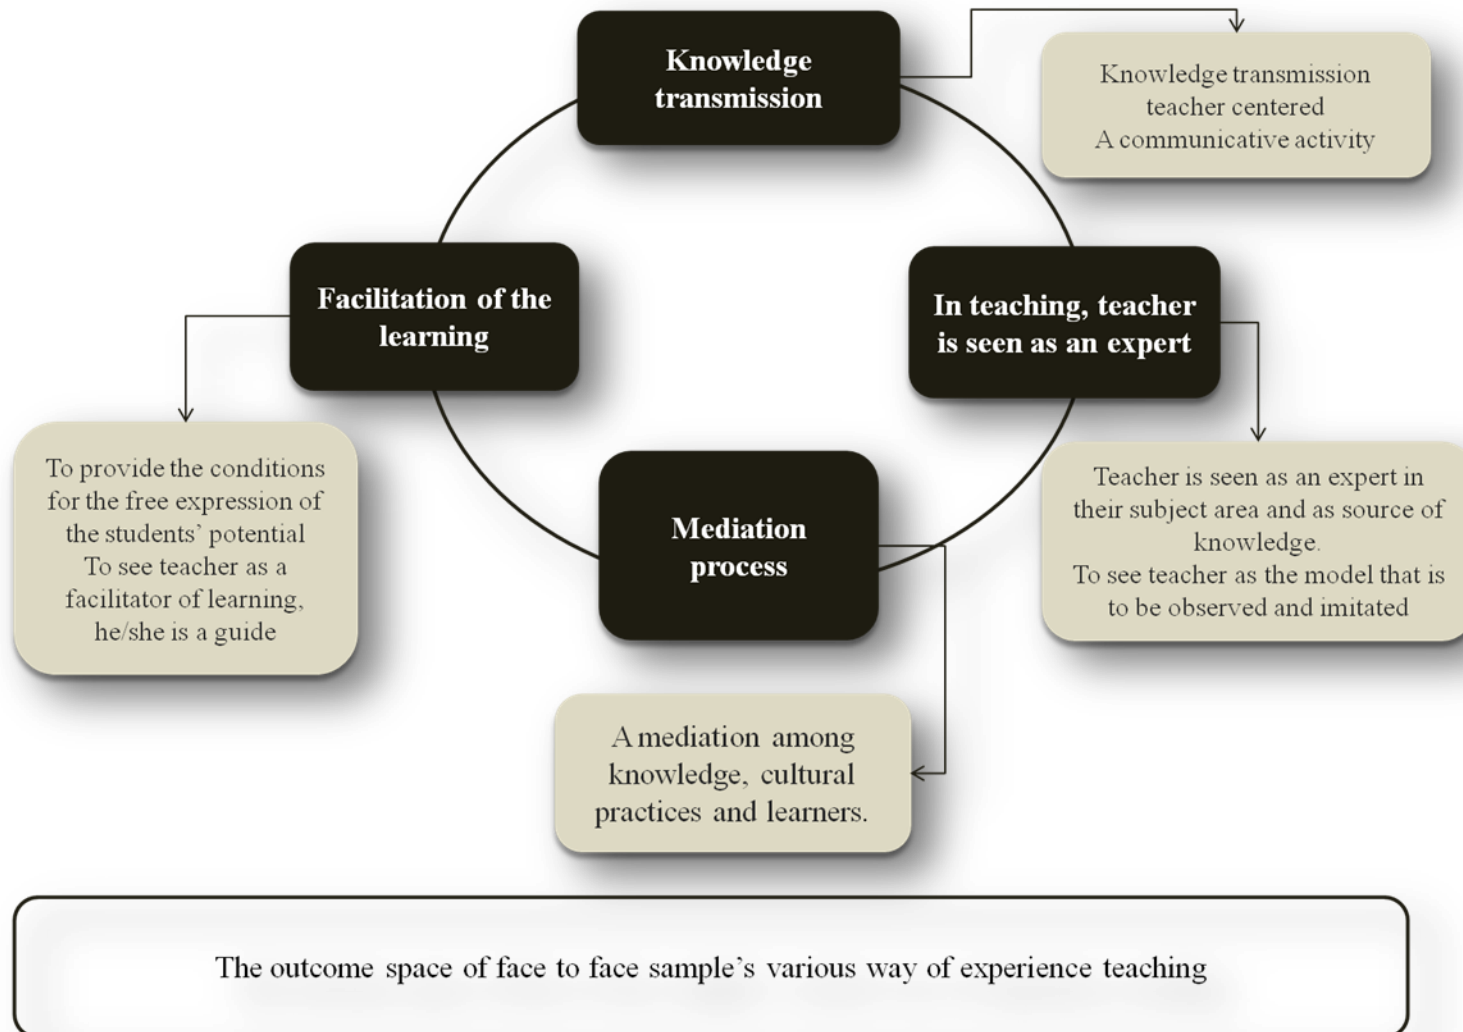 Knowledge
transmission
Knowledge transmission
teacher centered
A communicative activity
Facilitation of the
learning
In teaching, teacher
is seen as an expert
To provide the conditions
for the free expression of
the students’ potential
To see teacher as a
facilitator of learning,
he/she is a guide
Mediation
process
Teacher is seen as an expert in
their subject area and as source of
knowledge.
To see teacher as the model that is
to be observed and imitated
A mediation among
knowledge, cultural
practices and learners.
The outcome space of face to face sample’s various way of experience teaching